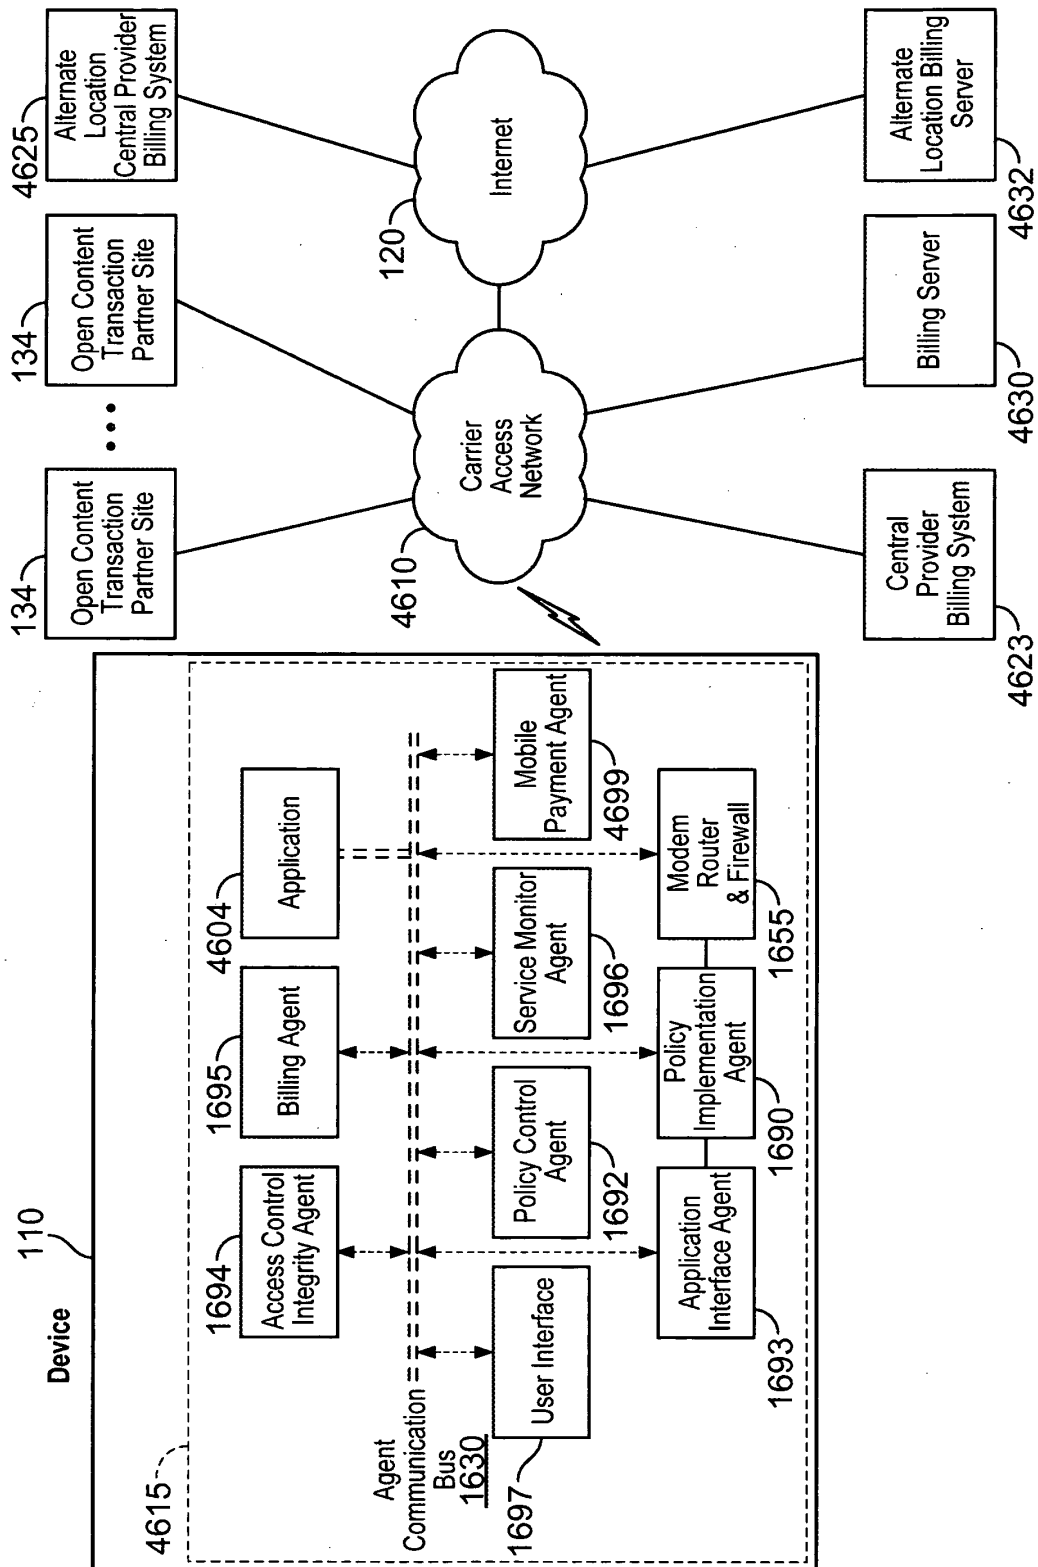 Device
110
4615
1694
Access Control
Integrity Agent
1695
Billing Agent
4604
Application
Agent
Communication
Bus
1630
1697
User Interface
Policy Control
Agent
1692
Service Monitor
Agent
1696
Mobile
Payment Agent
4699
Application
Interface Agent
1693
Policy
Implementation
Agent
1690
Modem
Router
& Firewall
1655
134
Open Content
Transaction
Partner Site
134
Open Content
Transaction
Partner Site
4625
Alternate
Location
Central Provider
Billing System
4610
Carrier
Access
Network
120
Internet
Central
Provider
Billing System
4623
Billing Server
4630
Alternate
Location Billing
Server
4632